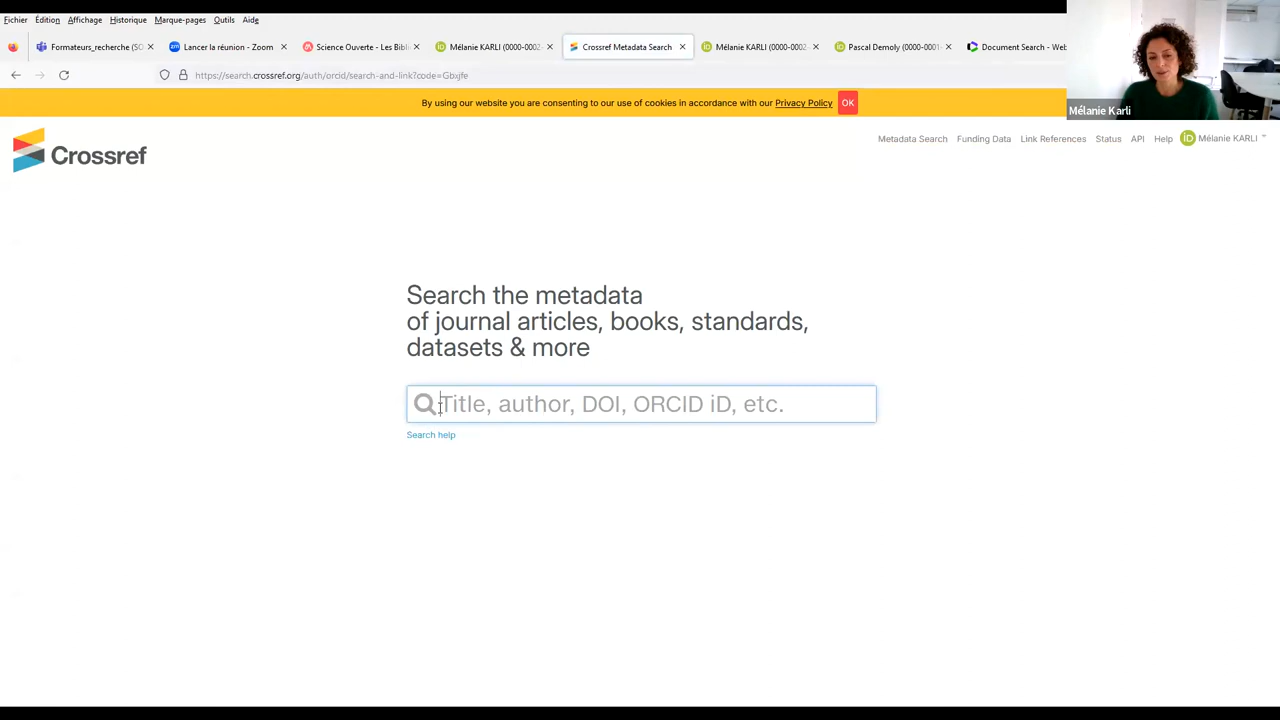 Fichier Édition Affichage Historique Marque-pages Outils Aide
Formateurs_recherche (SC
Lancer la réunion - Zoom
Science Ouverte - Les Bibl
Mélanie KARLI (0000-0002-
Crossref Metadata Search
Mélanie KARLI (0000-0002-
Pascal Demoly (0000-0001-
Document Search - Web
https://search.crossref.org/auth/orcid/search-and-link?code=Gbxjfe
By using our website you are consenting to our use of cookies in accordance with our Privacy Policy OK
Mélanie Karli
Crossref
Metadata Search Funding Data Link References Status API Help iD Mélanie KARLI
Search the metadata
of journal articles, books, standards,
datasets & more
Title, author, DOI, ORCID iD, etc.
Search help